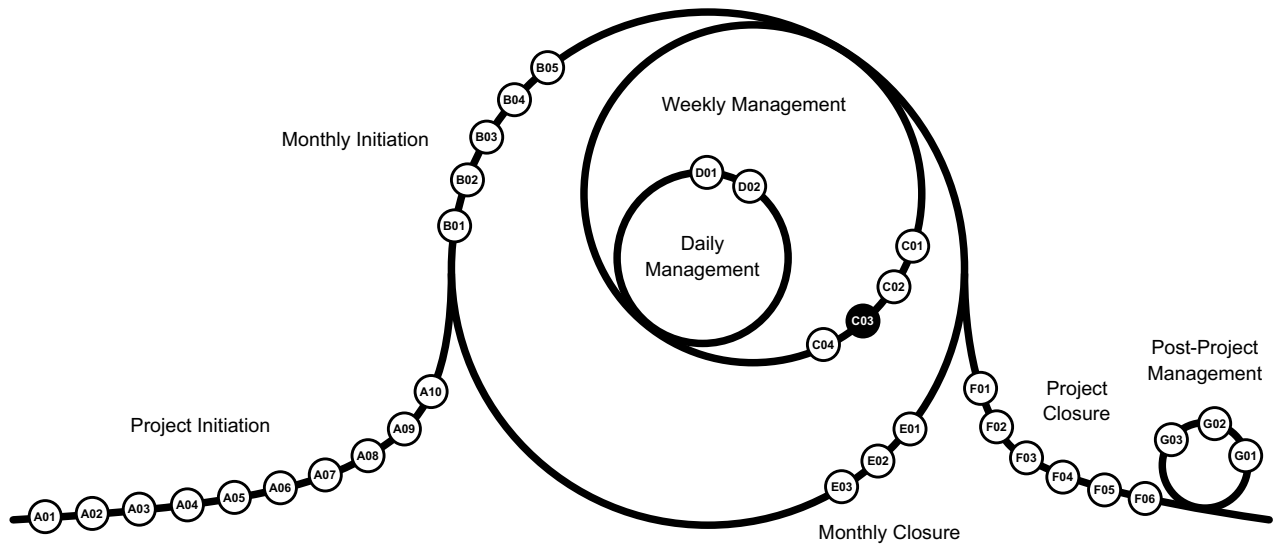 B05
B04
Weekly Management
B03
Monthly Initiation
D01
B02
D02
B01
Daily
Management
C01
C02
C03
C04
Post-Project
Management
A10
F01
Project
Closure
Project Initiation
A09
E01
F02
G03
G02
G01
A08
E02
F03
A07
A06
E03
F04
A05
F05
A04
F06
A03
A02
A01
Monthly Closure